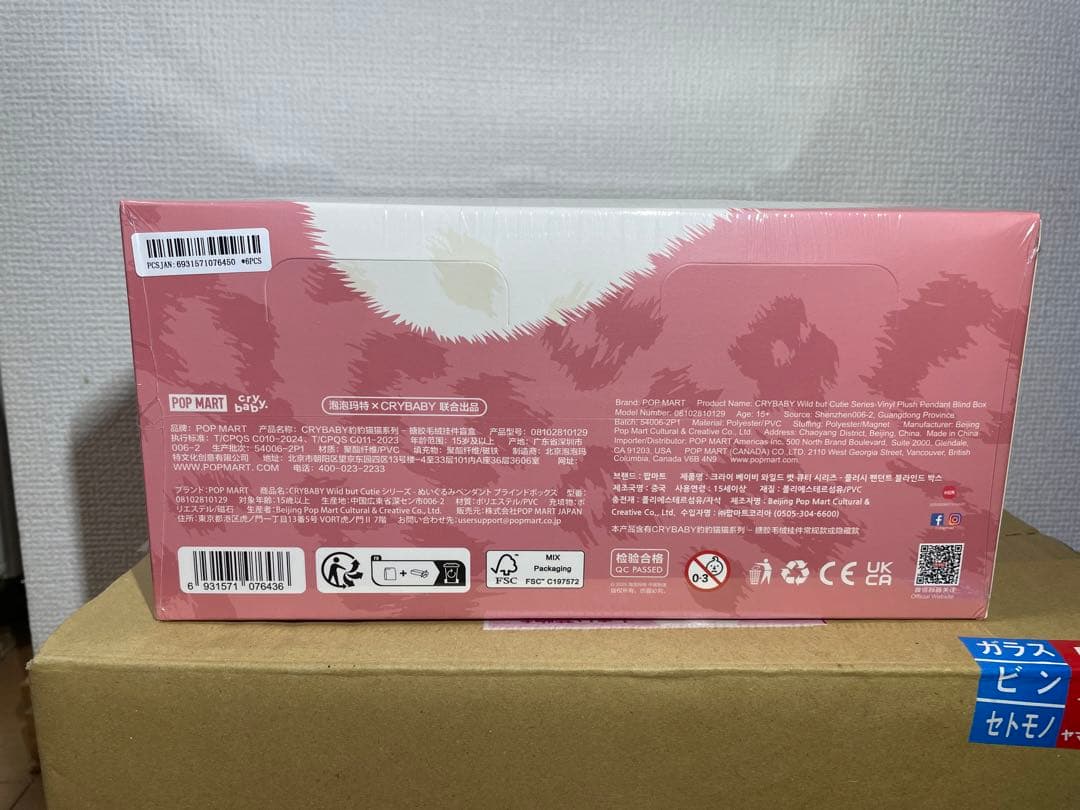 PCSJAN:6931571076450 *6PCS
POP MART
cry baby.
泡泡玛特×CRYBABY 联合出品
品牌：POP MART 产品名称：CRYBABY豹豹猫猫系列 – 搪胶毛绒挂件盲盒 产品型号：08102810129
执行标准：T/CPQS C010-2024、T/CPQS C011-2023 年龄范围：15岁及以上 产地：广东省深圳市
006-2 生产批次：54006-2P1 材质：聚酯纤维/PVC 填充物：聚酯纤维/磁铁 制造商：北京泡泡玛
特文化创意有限公司 地址：北京市朝阳区望京东园四区13号楼-4至33层101内A座36层3606室 网址：
WWW.POPMART.COM 电话：400-023-2233
ブランド：POP MART 商品名：CRYBABY Wild but Cutie シリーズ - ぬいぐるみペンダント ブラインドボックス 型番：
08102810129 対象年齢：15歳以上 生産地：中国広東省深セン市006-2 材質：ポリエステル/PVC 充填物：ポ
リエステル/磁石 生産者：Beijing Pop Mart Cultural & Creative Co., Ltd. 販売元：株式会社POP MART JAPAN
住所：東京都港区虎ノ門一丁目13番5号 VORT虎ノ門II 7階 お問い合わせ先：usersupport@popmart.co.jp
Brand: POP MART Product Name: CRYBABY Wild but Cutie Series-Vinyl Plush Pendant Blind Box
Model Number: 08102810129 Age: 15+ Source: Shenzhen006-2, Guangdong Province
Batch: 54006-2P1 Material: Polyester/PVC Stuffing: Polyester/Magnet Manufacturer: Beijing
Pop Mart Cultural & Creative Co., Ltd. Address: Chaoyang District, Beijing, China. Made in China
Importer/Distributor: POP MART Americas Inc. 500 North Brand Boulevard, Suite 2000, Glendale,
CA 91203, USA POP MART (CANADA) CO LTD. 2110 West Georgia Street, Vancouver, British
Columbia, Canada V6B 4N9 www.popmart.com
브랜드 : 팝마트 제품명 : 크라이 베이비 와일드 벗 큐티 시리즈 - 플러시 팬던트 블라인드 박스
제조국명 : 중국 사용연령 : 15세이상 재질 : 폴리에스테르섬유/PVC
충전재 : 폴리에스테르섬유/자석 제조자명 : Beijing Pop Mart Cultural &
Creative Co., Ltd. 수입자명 : ㈜팝마트코리아 (0505-304-6600)
本产品含有CRYBABY豹豹猫猫系列 – 搪胶毛绒挂件常规款或隐藏款
6 931571 076436
FR
FSC
MIX
Packaging
FSC™ C197572
检验合格
QC PASSED
0-3
CE
UK
CA
Official Website
ガラス
ビン
セトモノ
ヤマ